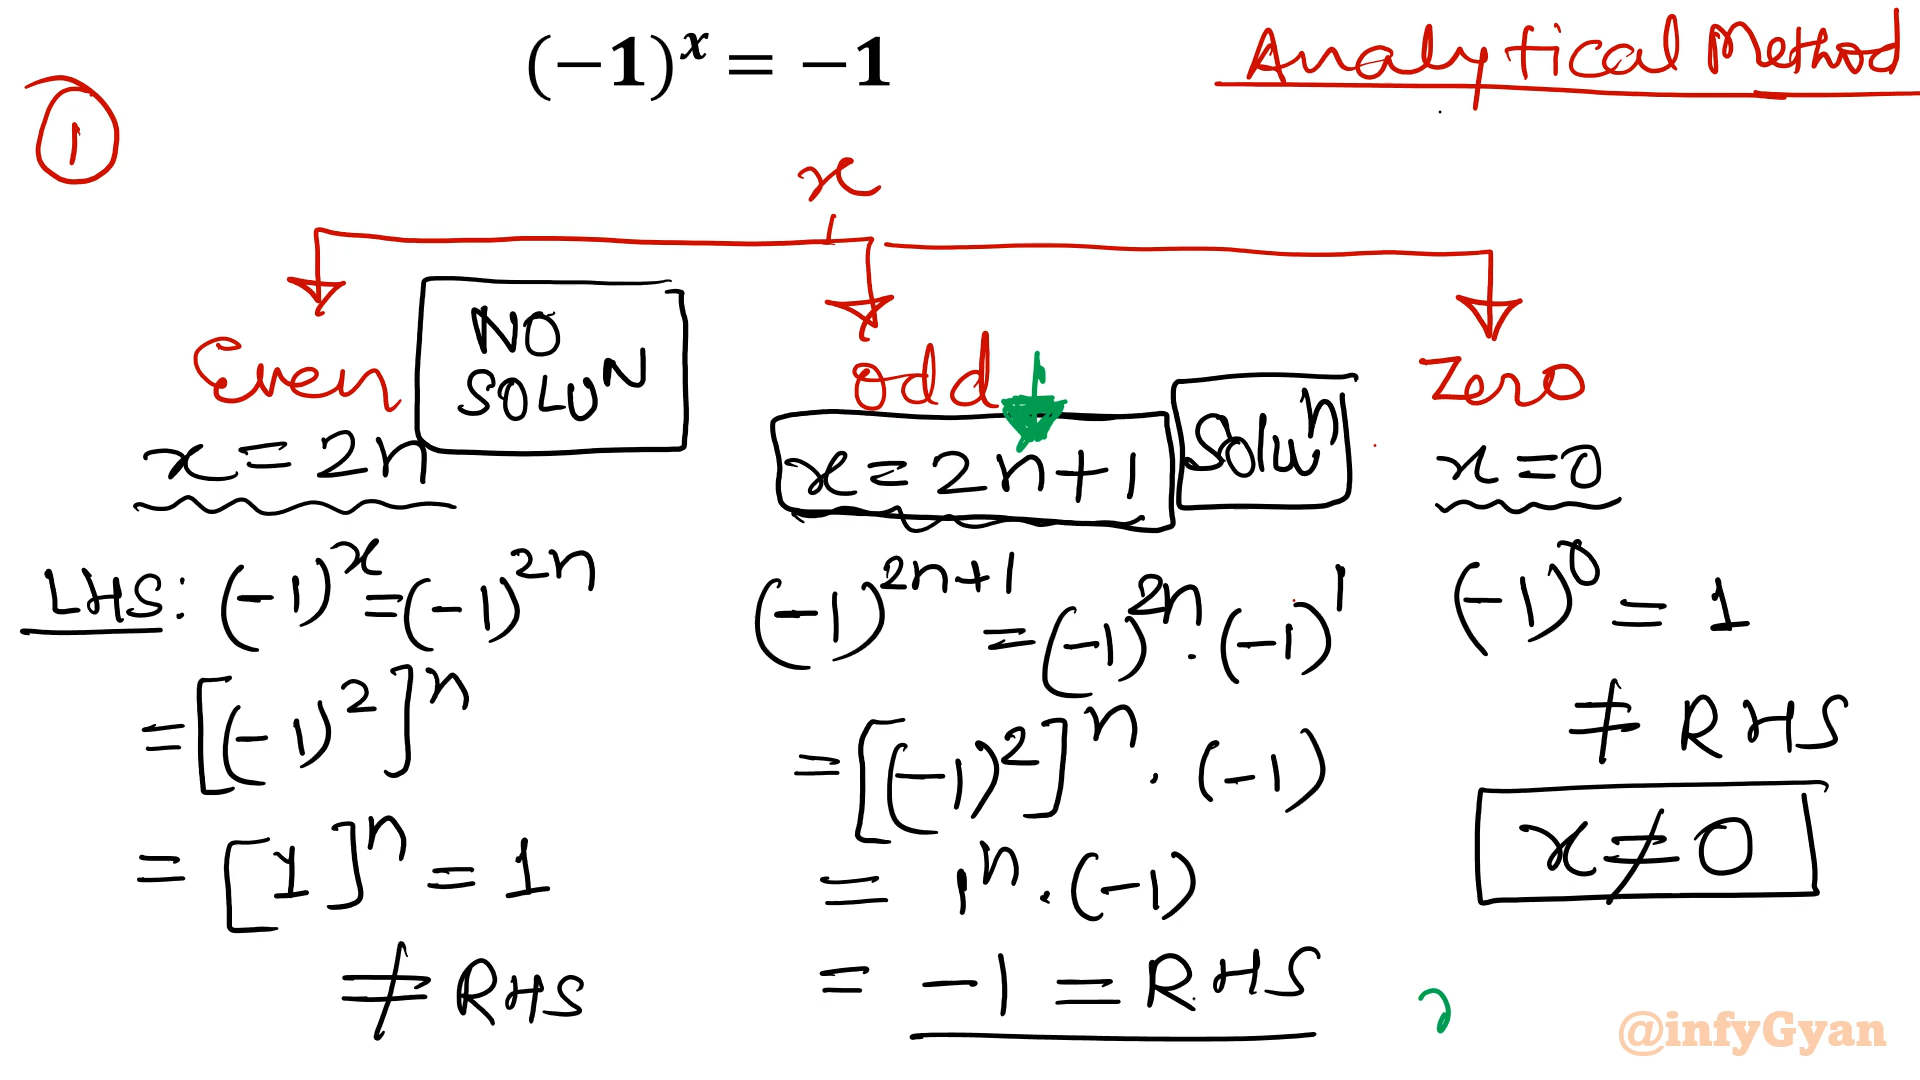 (−1)^x = −1
Analytical Method
1
x
Even
NO
SOLU^N
x = 2n
LHS: (-1)^x = (-1)^{2n}
= [(-1)^2]^n
= [1]^n = 1
≠ RHS
odd
x = 2n+1
Solu^n
(-1)^{2n+1} = (-1)^{2n} · (-1)^1
= [(-1)^2]^n · (-1)
= 1^n · (-1)
= -1 = RHS
Zero
x = 0
(-1)^0 = 1
≠ RHS
x ≠ 0
@infyGyan